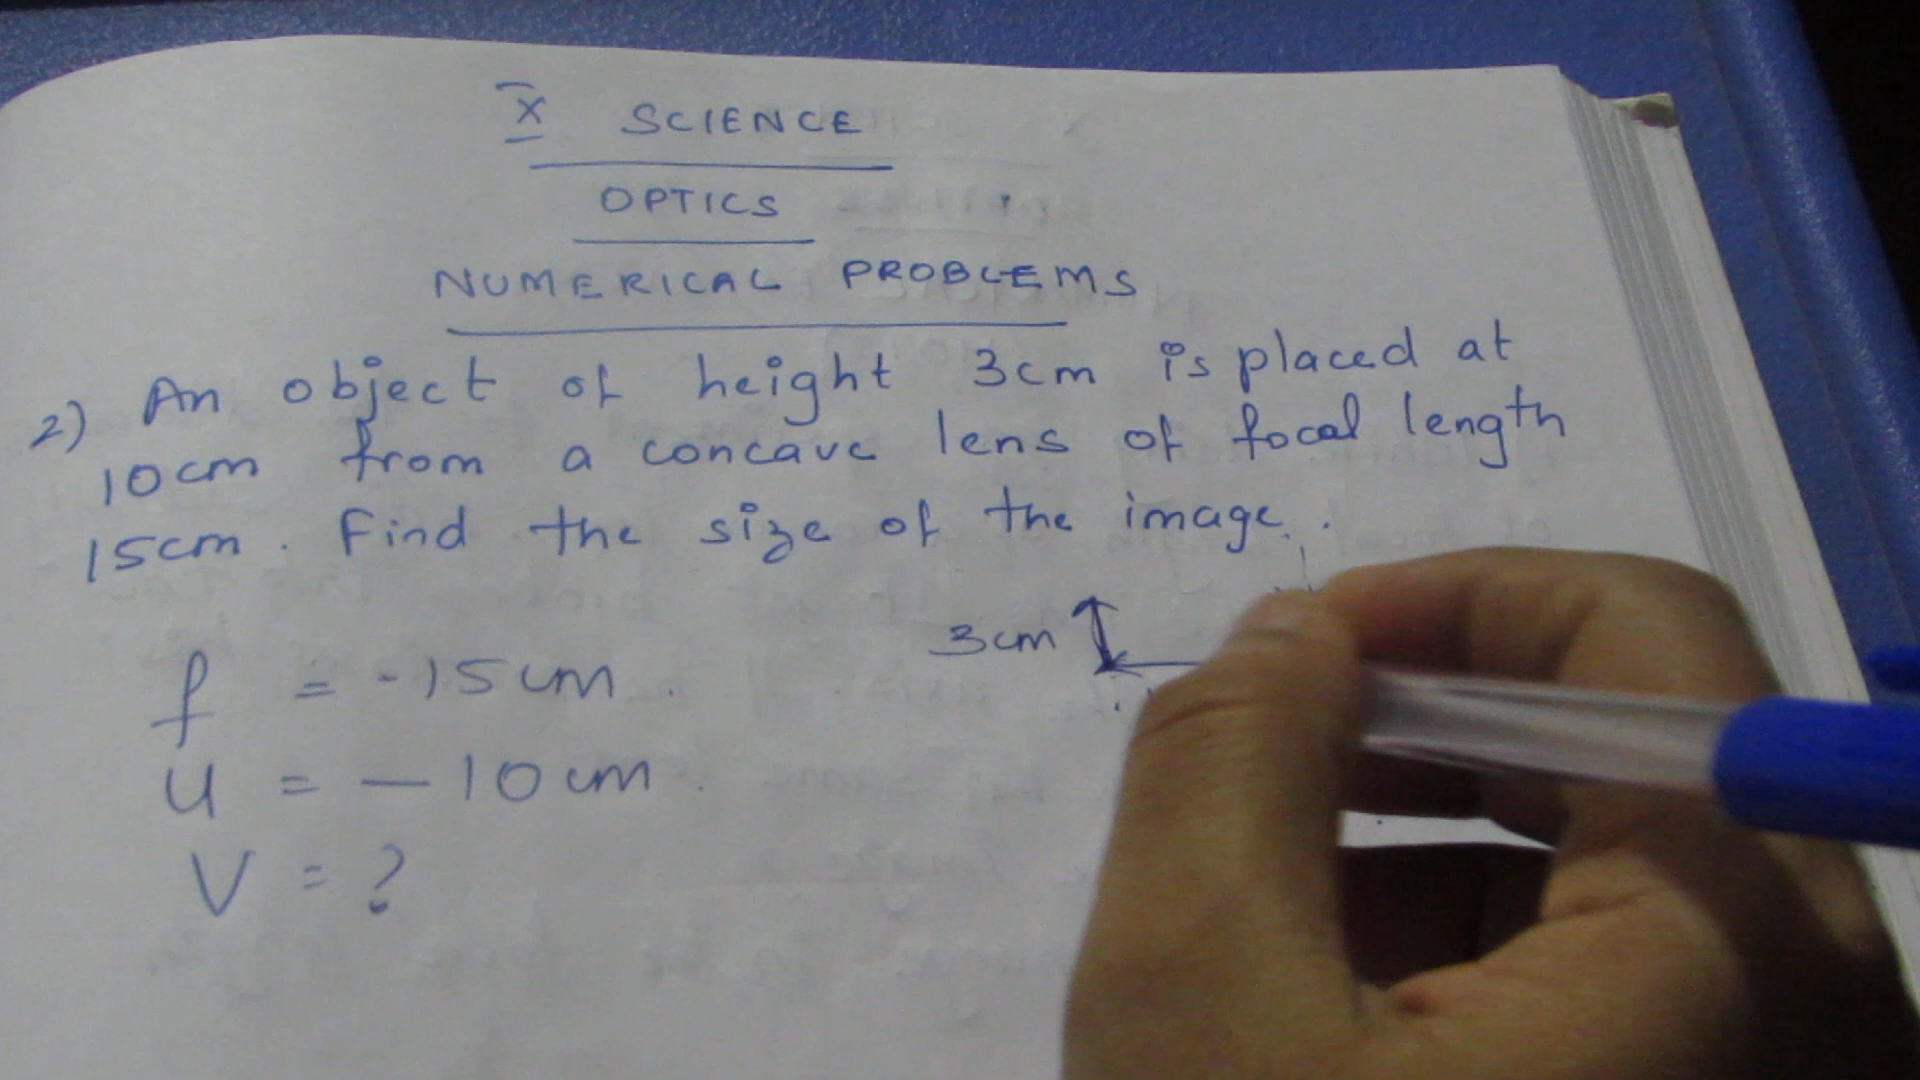 X SCIENCE
OPTICS
NUMERICAL PROBLEMS
2) An object of height 3cm is placed at
10cm from a concave lens of focal length
15cm. Find the size of the image.
3cm
f = -15cm.
u = -10cm.
V = ?